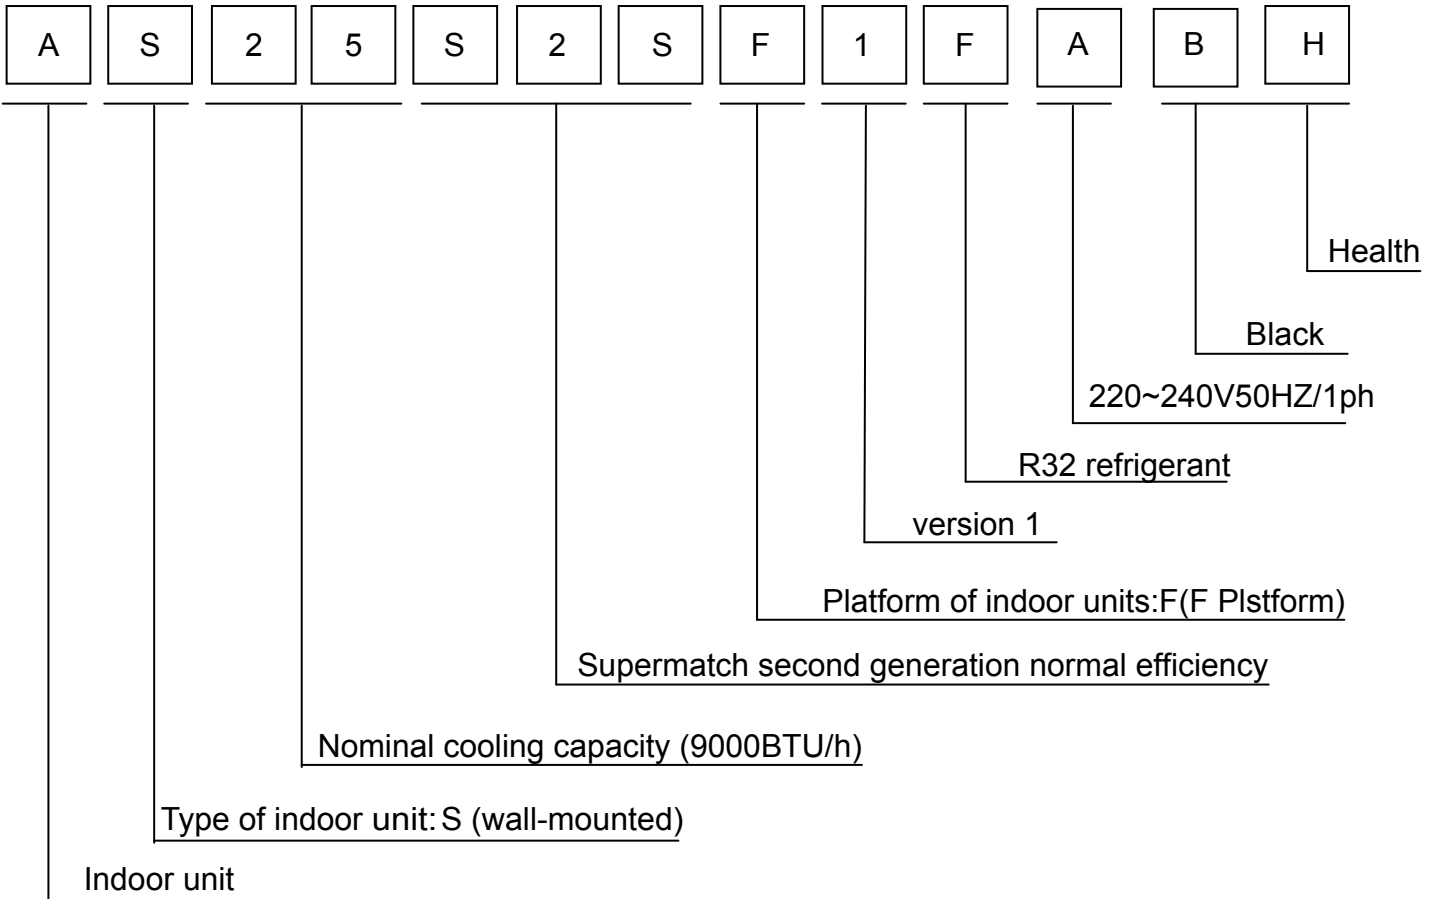 A S 2 5 S 2 S F 1 F A B H
Health
Black
220~240V50HZ/1ph
R32 refrigerant
version 1
Platform of indoor units:F(F Plstform)
Supermatch second generation normal efficiency
Nominal cooling capacity (9000BTU/h)
Type of indoor unit: S (wall-mounted)
Indoor unit